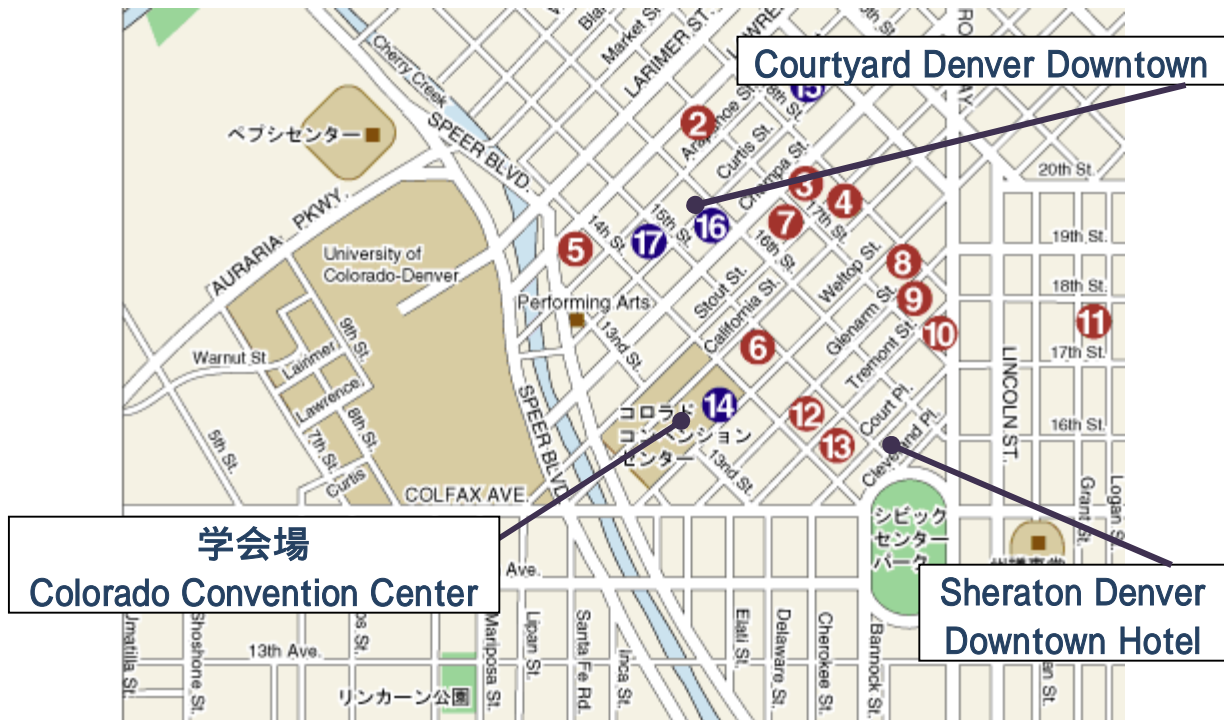 Cherry Creek
Market St.
LARIMER ST.
Courtyard Denver Downtown
ペプシセンター
SPEER BLVD.
2
Arapahoe St.
Curtis St.
Champa St.
15
3
4
20th St.
AURARIA PKWY.
University of
Colorado-Denver
5
14th St.
17
15th St.
16
7
17th St.
16th St.
19th St.
Weltop St.
8
18th St.
Stout St.
California St.
Glenarm St.
9
Performing Arts
13nd St.
6
Tremont St.
10
11
17th St.
LINCOLN ST.
Warnut St.
9th St.
Lairimer
Lawrence
8th St.
7th St.
5th St.
Curtis
SPEER BLVD.
14
コロラド
コンベンション
センター
13nd St.
12
13
Court Pl.
Cleveland Pl.
16th St.
Grant St.
Logan S
COLFAX AVE.
シビック
センター
パーク
学会場
Colorado Convention Center
Ave.
Sheraton Denver
Downtown Hotel
Umatilla St.
Shoshone St.
os St.
13th Ave.
リンカーン公園
Mariposa St.
Lipan St.
Santa Fe Rd.
Inca St.
Elati St.
Delaware St.
Cherokee St.
Bannock St.
an St.